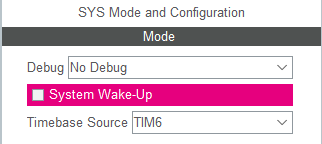 SYS Mode and Configuration
Mode
Debug No Debug
System Wake-Up
Timebase Source TIM6